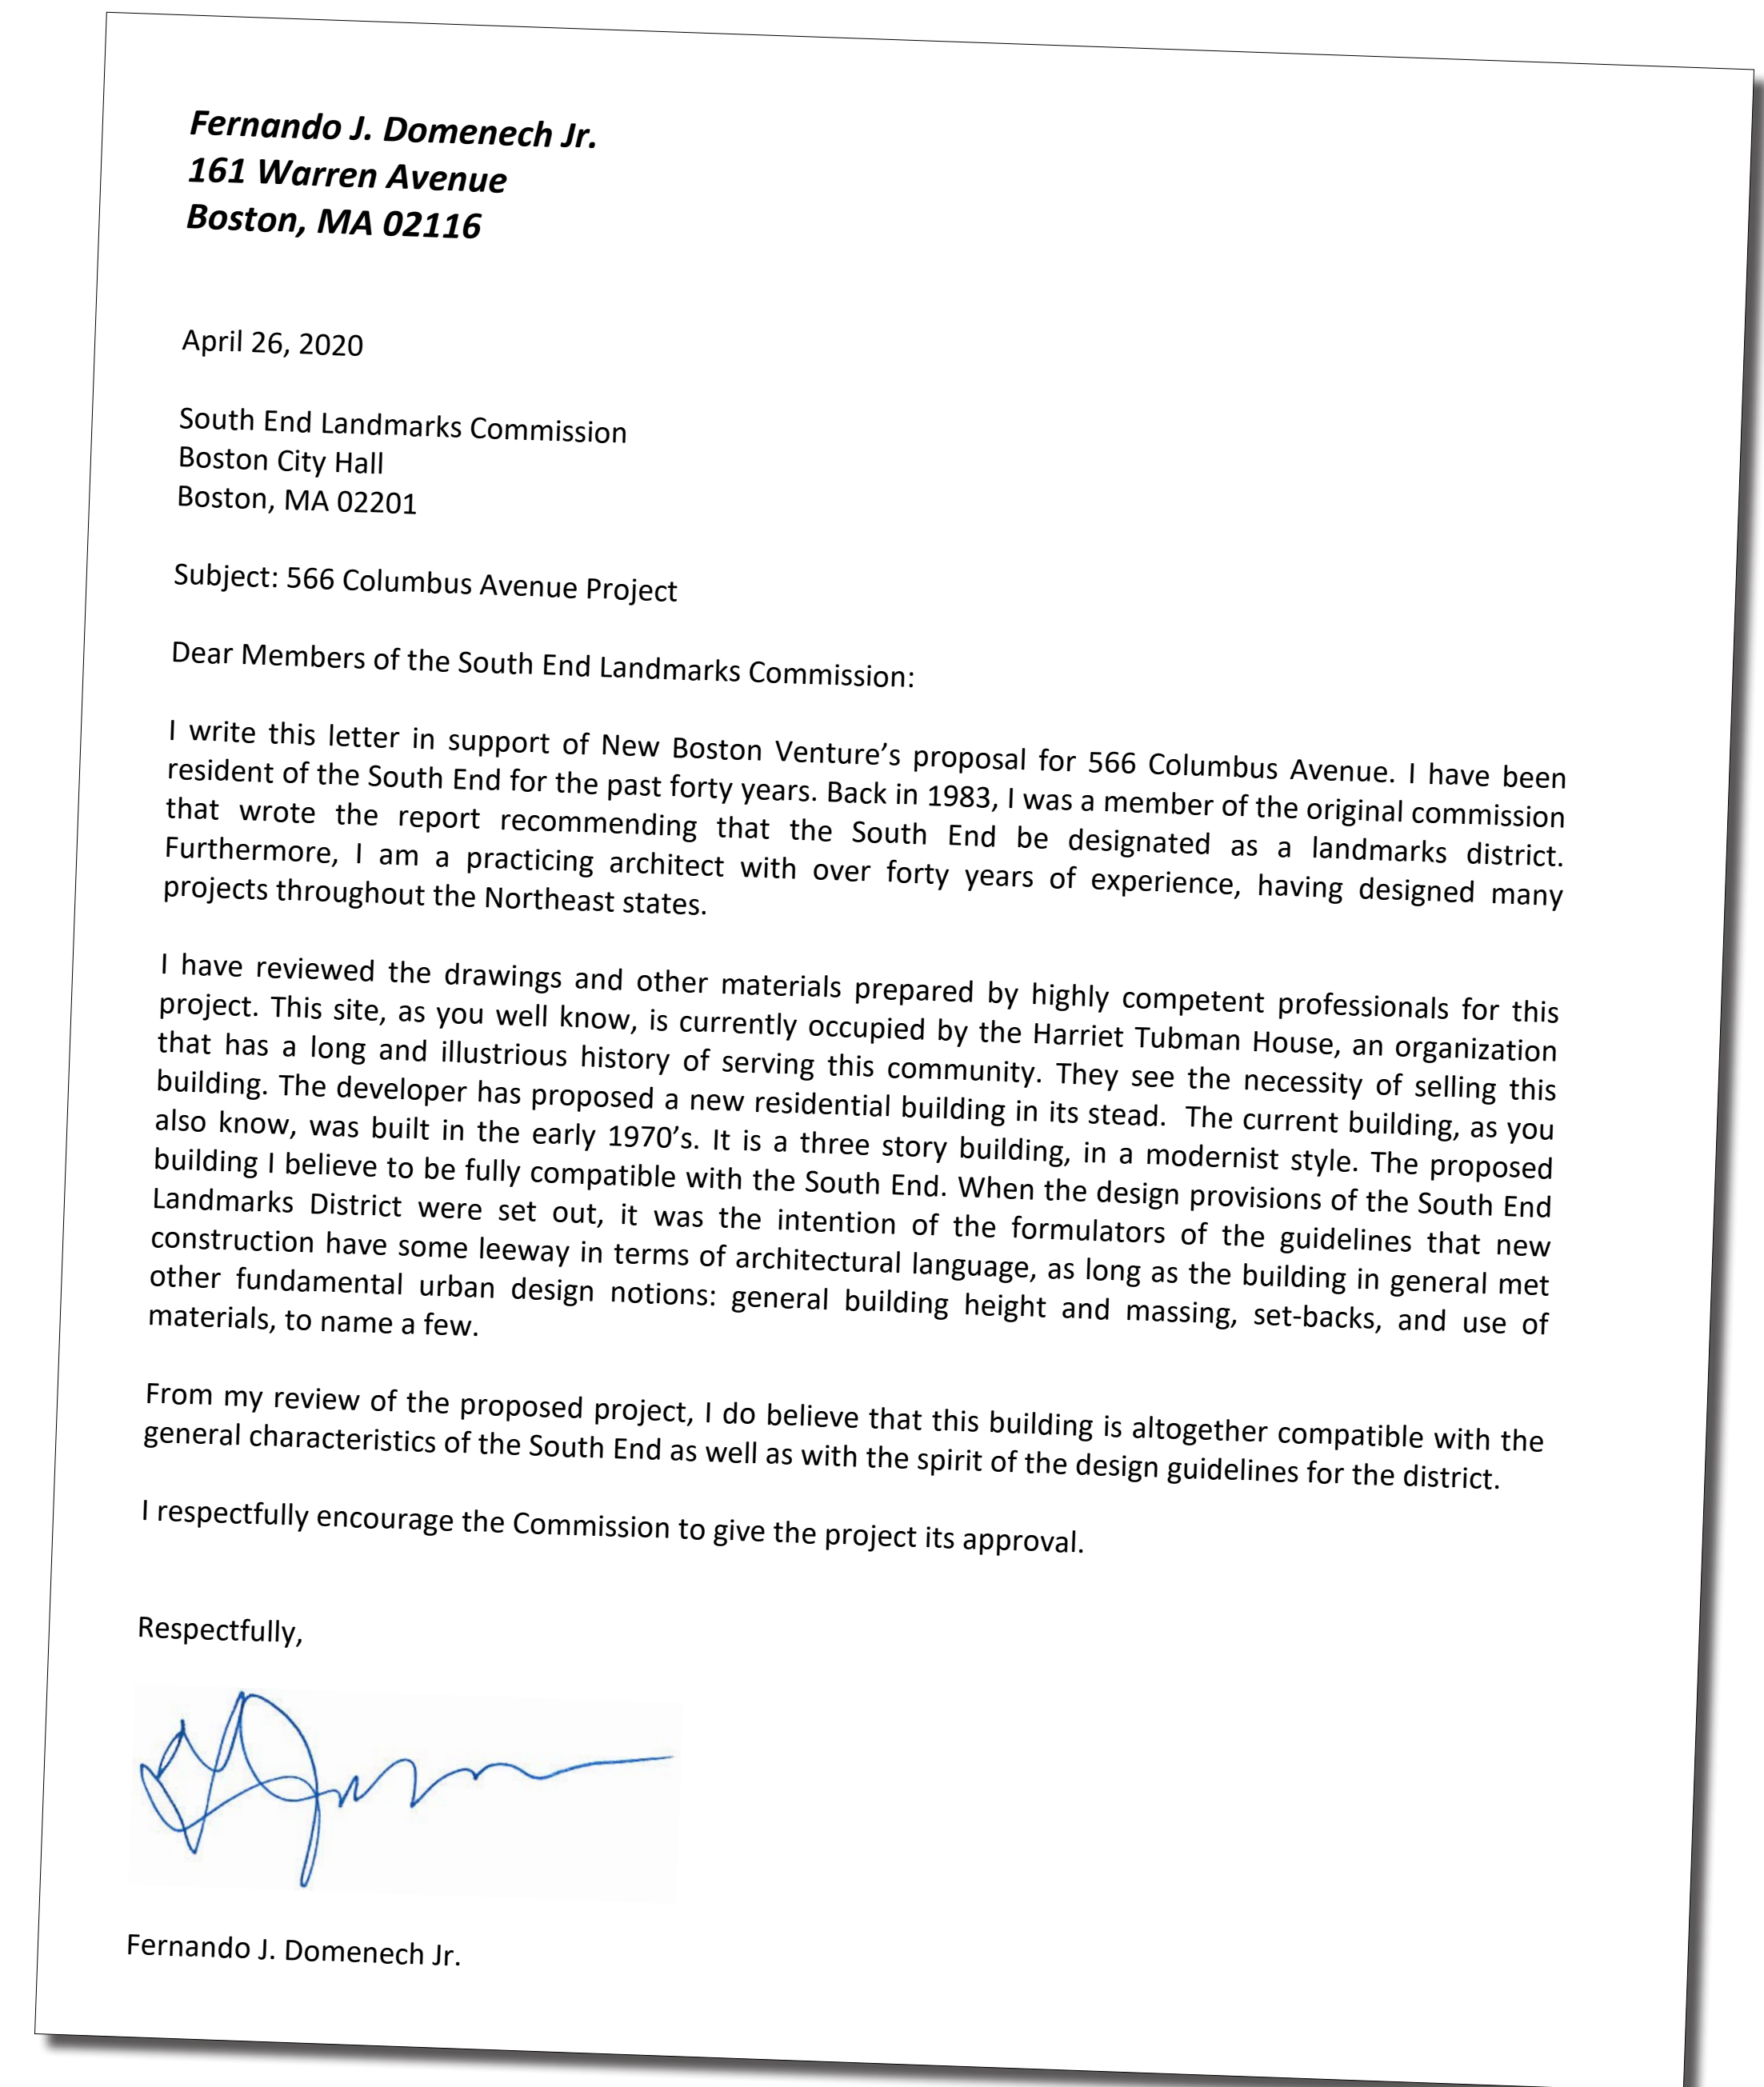 Fernando J. Domenech Jr.
161 Warren Avenue
Boston, MA 02116
April 26, 2020
South End Landmarks Commission
Boston City Hall
Boston, MA 02201
Subject: 566 Columbus Avenue Project
Dear Members of the South End Landmarks Commission:
I write this letter in support of New Boston Venture’s proposal for 566 Columbus Avenue. I have been
resident of the South End for the past forty years. Back in 1983, I was a member of the original commission
that wrote the report recommending that the South End be designated as a landmarks district.
Furthermore, I am a practicing architect with over forty years of experience, having designed many
projects throughout the Northeast states.
I have reviewed the drawings and other materials prepared by highly competent professionals for this
project. This site, as you well know, is currently occupied by the Harriet Tubman House, an organization
that has a long and illustrious history of serving this community. They see the necessity of selling this
building. The developer has proposed a new residential building in its stead.  The current building, as you
also know, was built in the early 1970’s. It is a three story building, in a modernist style. The proposed
building I believe to be fully compatible with the South End. When the design provisions of the South End
Landmarks District were set out, it was the intention of the formulators of the guidelines that new
construction have some leeway in terms of architectural language, as long as the building in general met
other fundamental urban design notions: general building height and massing, set-backs, and use of
materials, to name a few.
From my review of the proposed project, I do believe that this building is altogether compatible with the
general characteristics of the South End as well as with the spirit of the design guidelines for the district.
I respectfully encourage the Commission to give the project its approval.
Respectfully,
Fernando J. Domenech Jr.